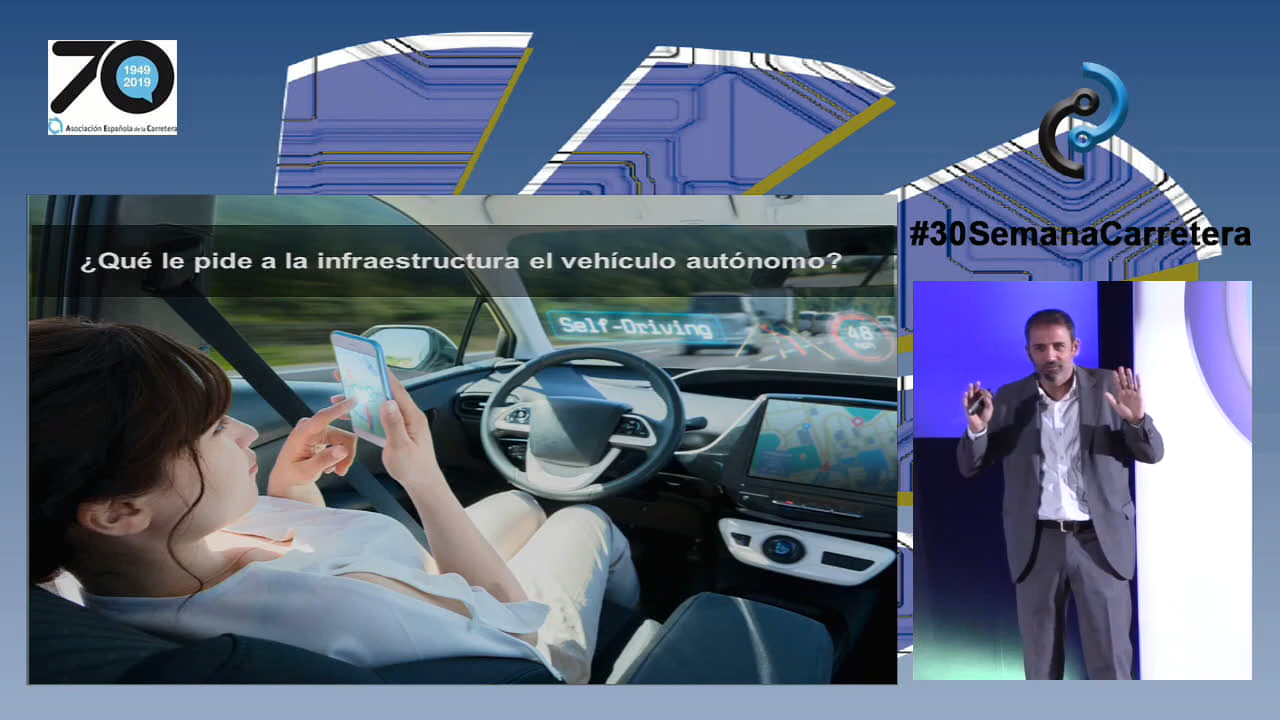 70
1949
2019
Asociación Española de la Carretera
#30SemanaCarretera
¿Qué le pide a la infraestructura el vehículo autónomo?
Self-Driving
48